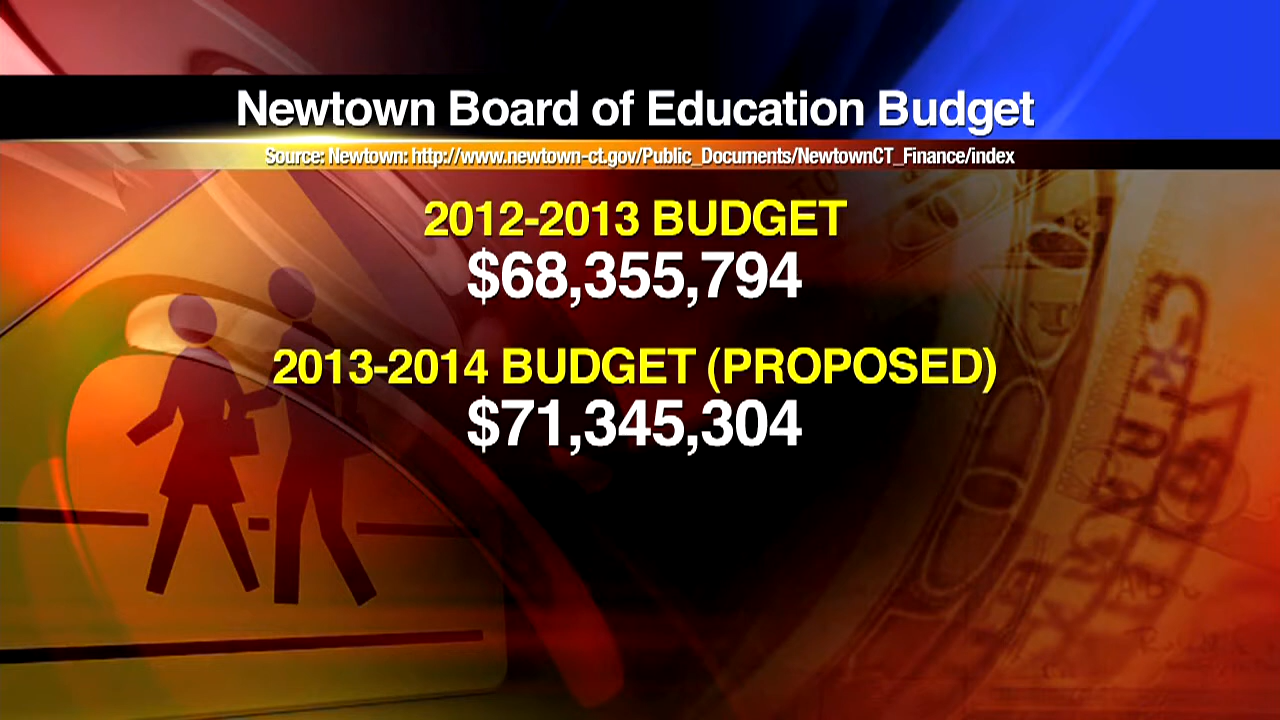 Newtown Board of Education Budget
Source: Newtown: http://www.newtown-ct.gov/Public_Documents/NewtownCT_Finance/index
2012-2013 BUDGET
$68,355,794
2013-2014 BUDGET (PROPOSED)
$71,345,304